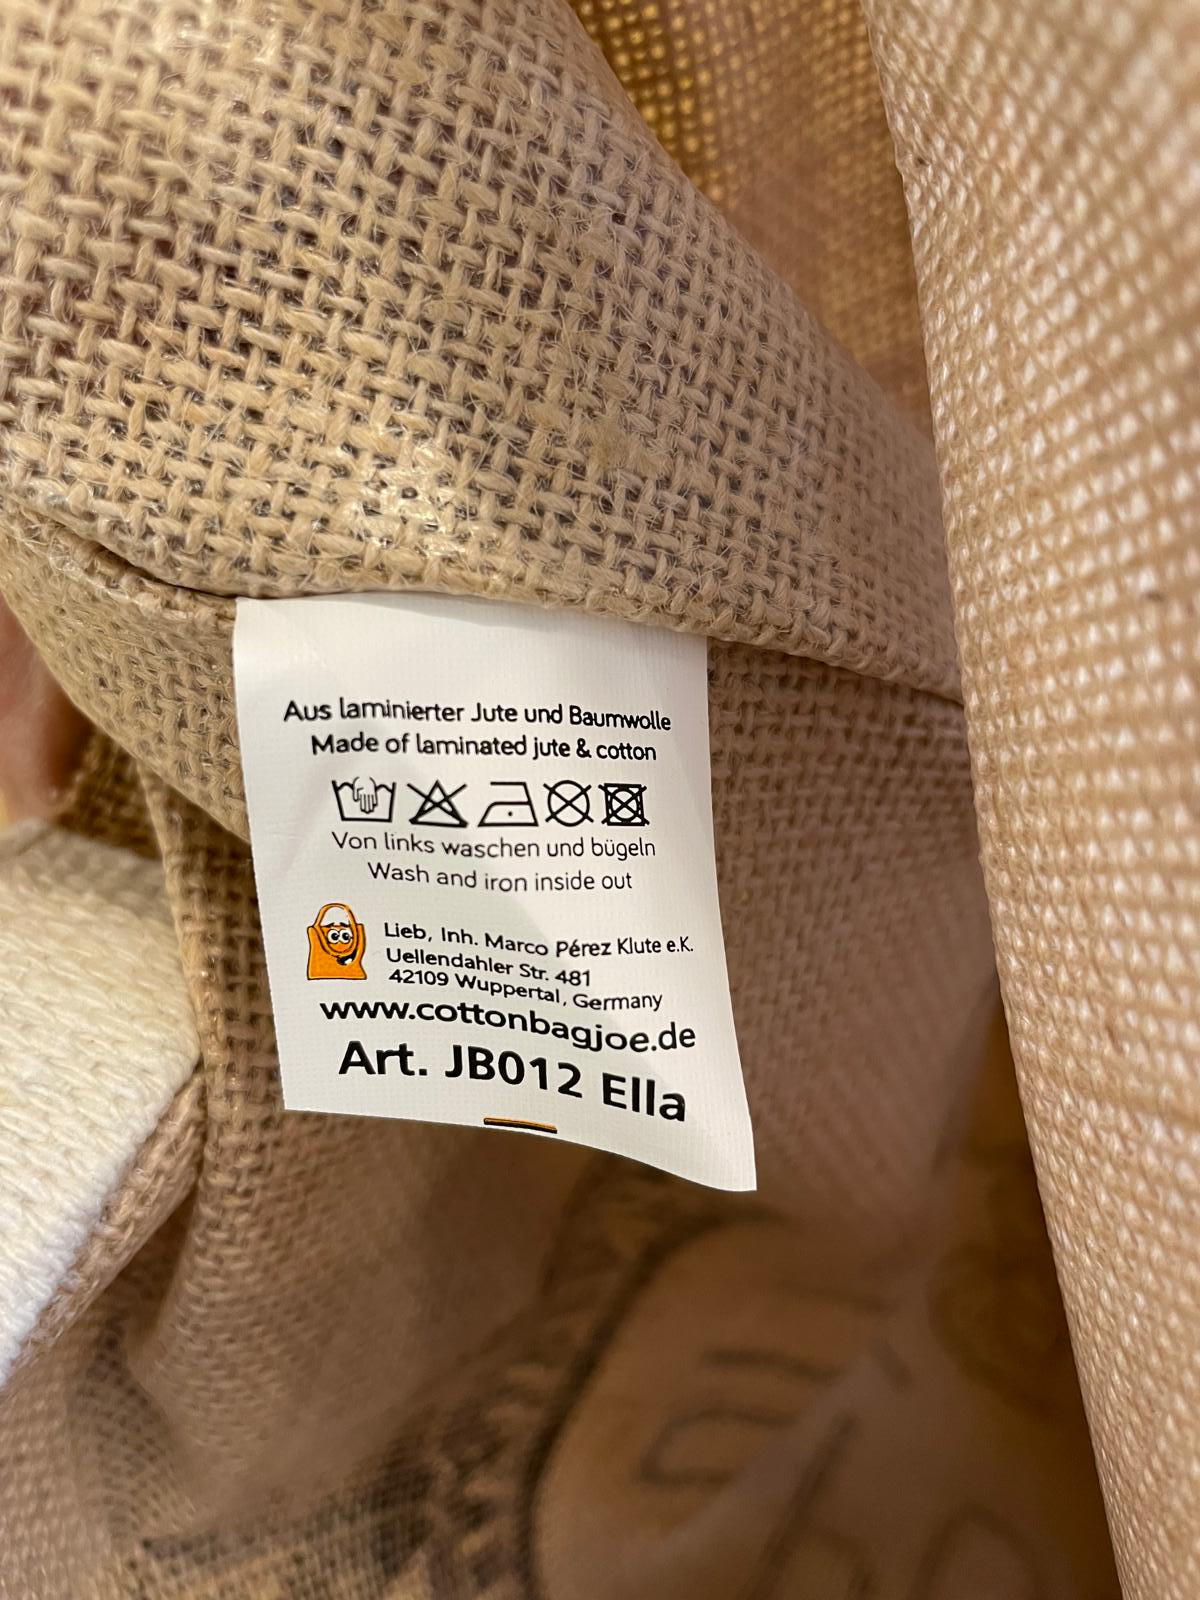 Aus laminierter Jute und Baumwolle
Made of laminated jute & cotton
Von links waschen und bügeln
Wash and iron inside out
Lieb, Inh. Marco Pérez Klute e.K.
Uellendahler Str. 481
42109 Wuppertal, Germany
www.cottonbagjoe.de
Art. JB012 Ella